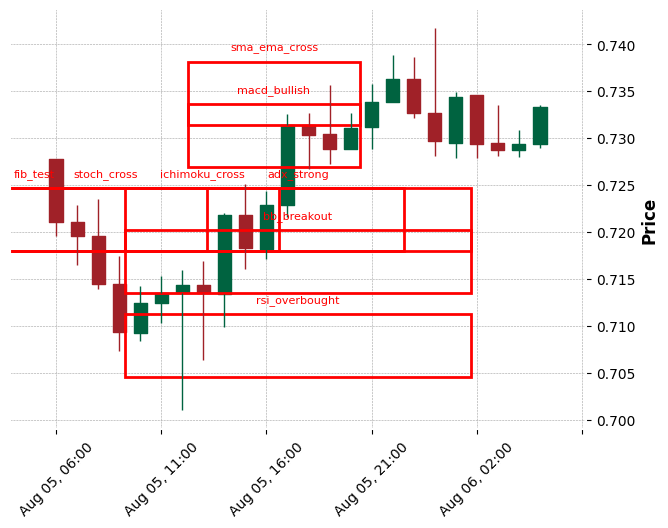 sma_ema_cross
macd_bullish
fib_test stoch_cross ichimoku_cross adx_strong
bb_breakout
rsi_overbought
0.740
0.735
0.730
0.725
0.720
0.715
0.710
0.705
0.700
Price
Aug 05, 06:00
Aug 05, 11:00
Aug 05, 16:00
Aug 05, 21:00
Aug 06, 02:00